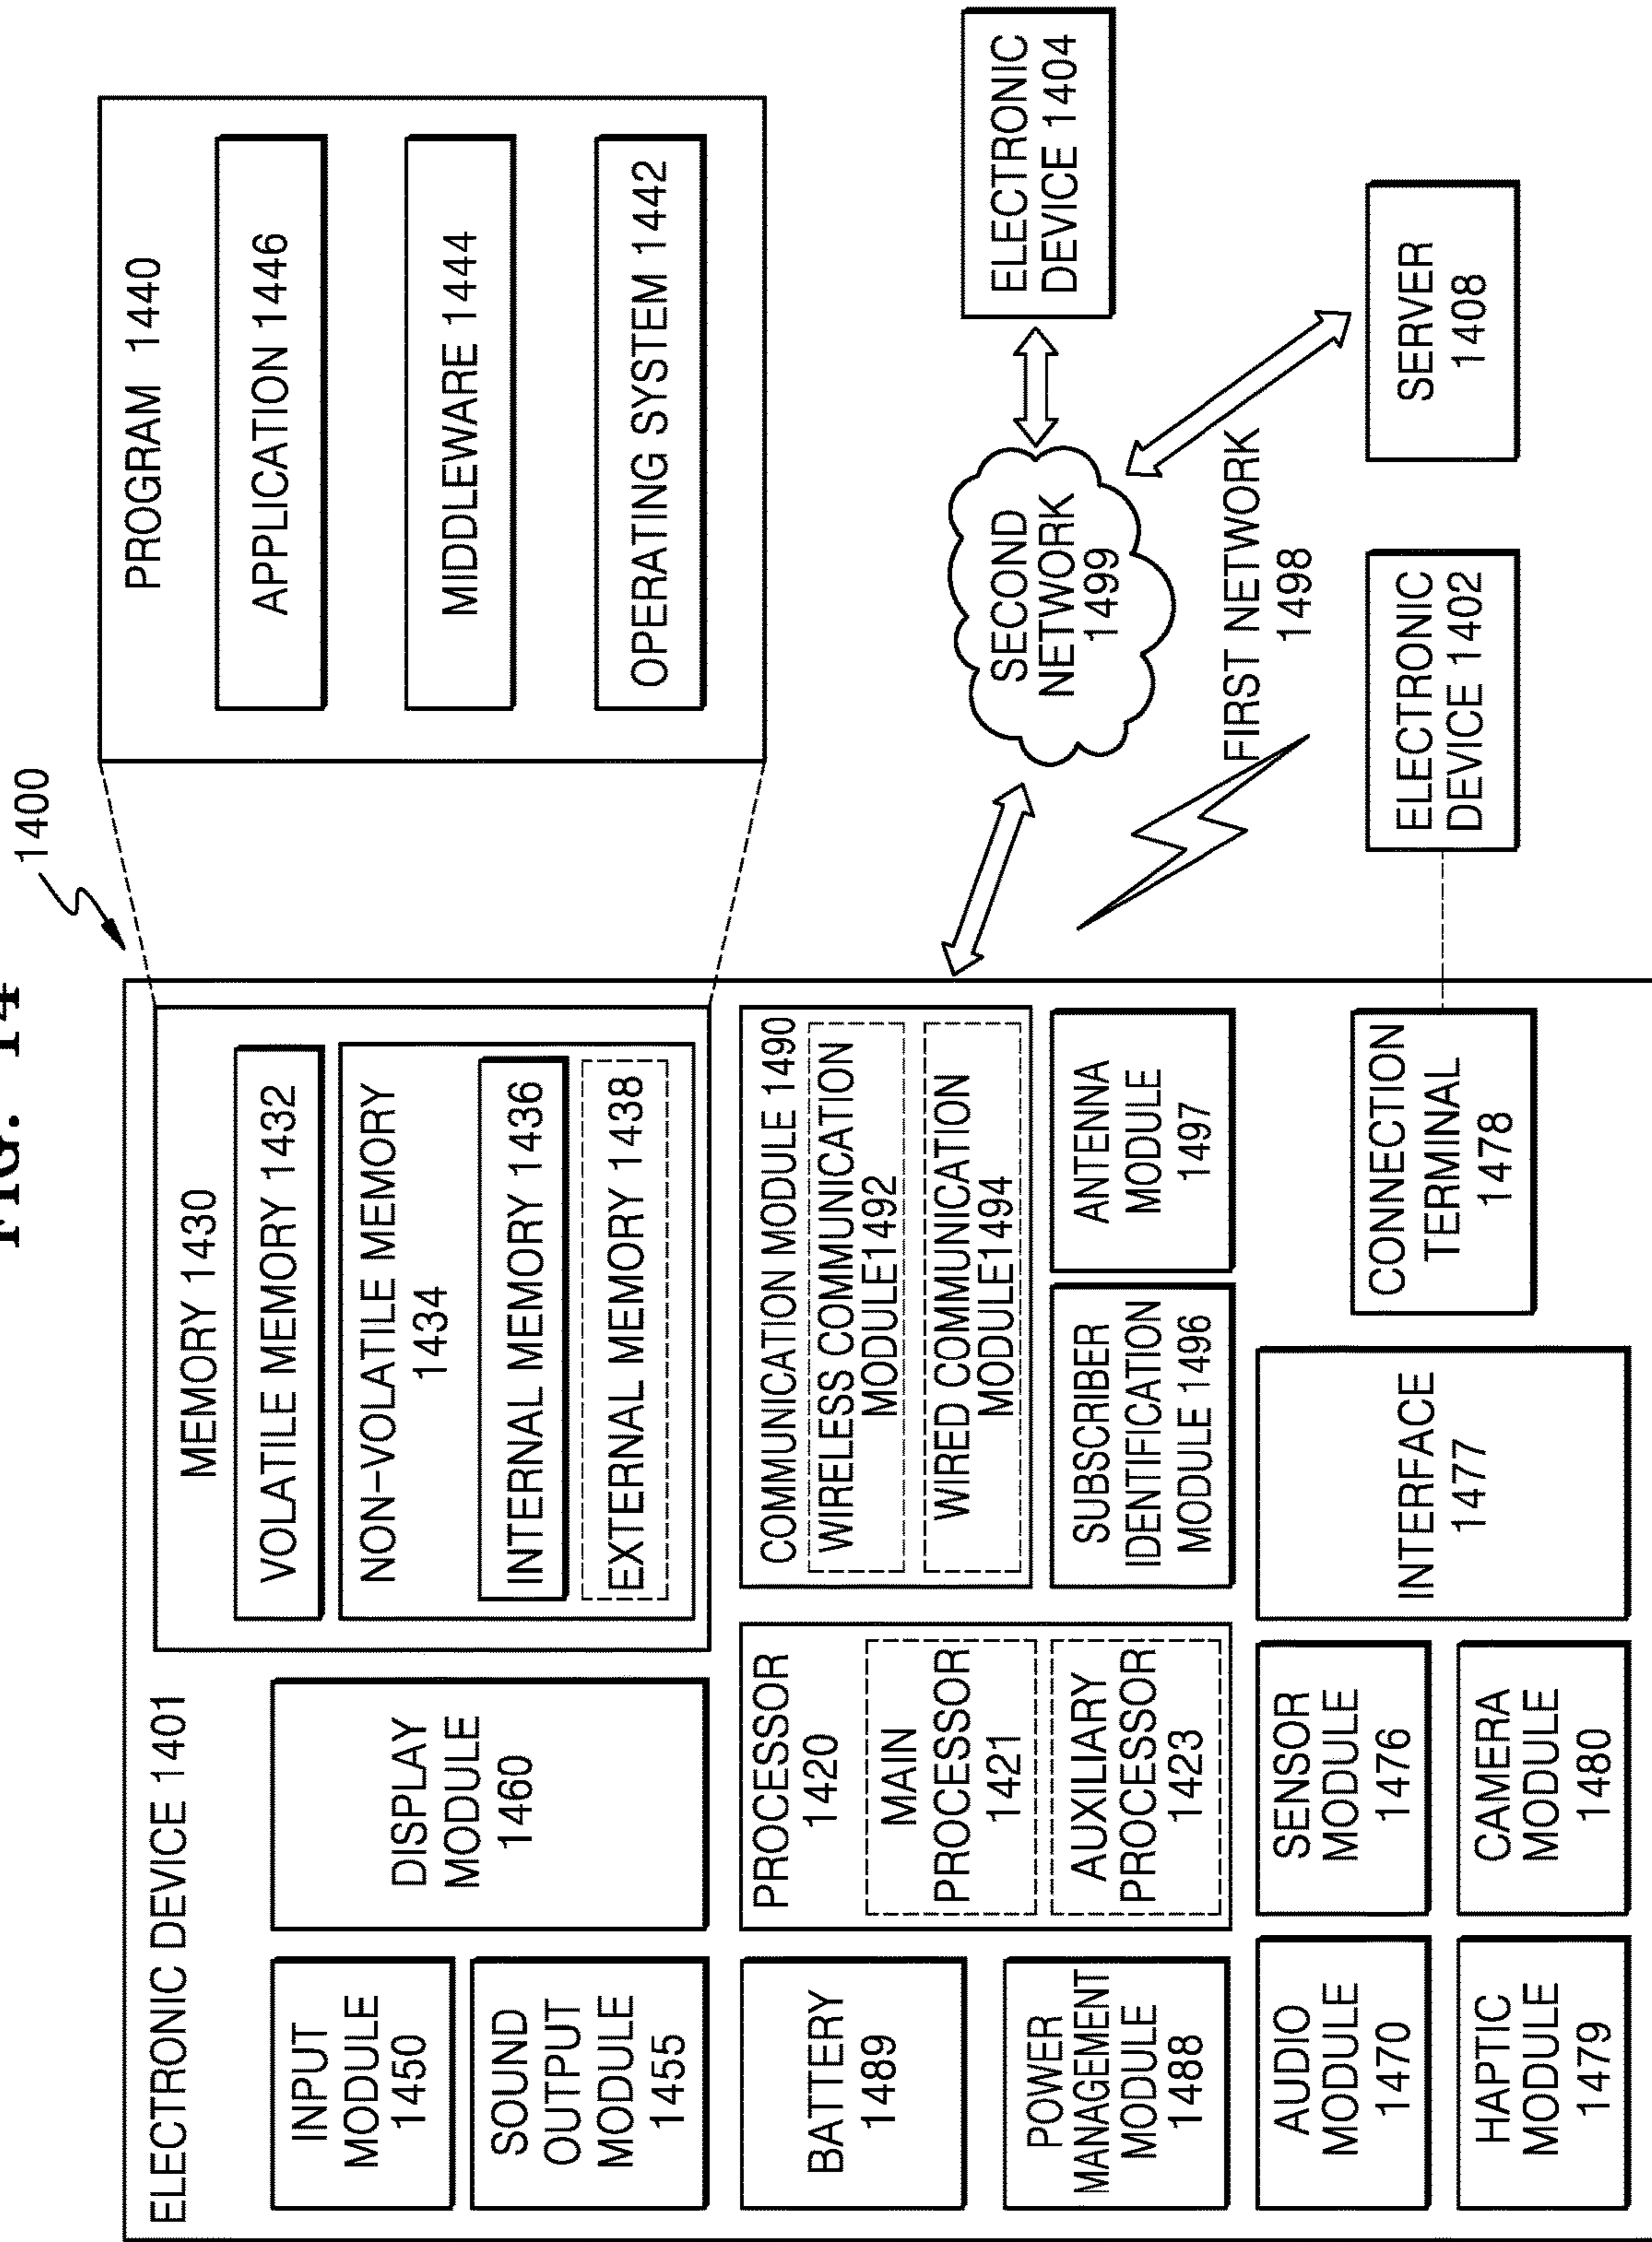 FIG. 14
1400
ELECTRONIC DEVICE 1401
INPUT
MODULE
1450
SOUND
OUTPUT
MODULE
1455
DISPLAY
MODULE
1460
MEMORY 1430
VOLATILE MEMORY 1432
NON-VOLATILE MEMORY
1434
INTERNAL MEMORY 1436
EXTERNAL MEMORY 1438
PROGRAM 1440
APPLICATION 1446
MIDDLEWARE 1444
OPERATING SYSTEM 1442
BATTERY
1489
POWER
MANAGEMENT
MODULE
1488
PROCESSOR
1420
MAIN
PROCESSOR
1421
AUXILIARY
PROCESSOR
1423
COMMUNICATION MODULE 1490
WIRELESS COMMUNICATION
MODULE1492
WIRED COMMUNICATION
MODULE1494
SUBSCRIBER
IDENTIFICATION
MODULE 1496
ANTENNA
MODULE
1497
SECOND
NETWORK
1499
ELECTRONIC
DEVICE 1404
FIRST NETWORK
1498
AUDIO
MODULE
1470
SENSOR
MODULE
1476
INTERFACE
1477
CONNECTION
TERMINAL
1478
ELECTRONIC
DEVICE 1402
SERVER
1408
HAPTIC
MODULE
1479
CAMERA
MODULE
1480